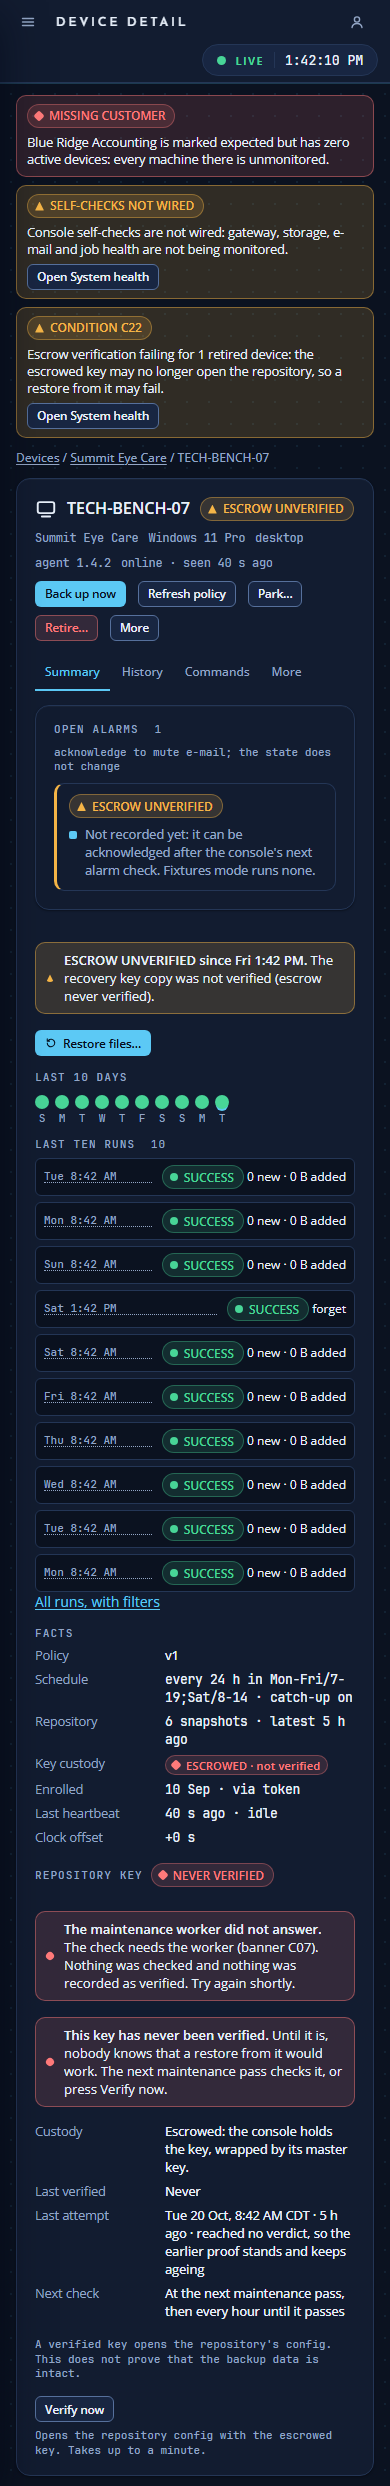 DEVICE DETAIL
LIVE 1:42:10 PM
MISSING CUSTOMER
Blue Ridge Accounting is marked expected but has zero
active devices: every machine there is unmonitored.
SELF-CHECKS NOT WIRED
Console self-checks are not wired: gateway, storage, e-
mail and job health are not being monitored.
Open System health
CONDITION C22
Escrow verification failing for 1 retired device: the
escrowed key may no longer open the repository, so a
restore from it may fail.
Open System health
Devices / Summit Eye Care / TECH-BENCH-07
TECH-BENCH-07 ESCROW UNVERIFIED
Summit Eye Care Windows 11 Pro desktop
agent 1.4.2 online · seen 40 s ago
Back up now Refresh policy Park...
Retire... More
Summary History Commands More
OPEN ALARMS 1
acknowledge to mute e-mail; the state does
not change
ESCROW UNVERIFIED
Not recorded yet: it can be
acknowledged after the console's next
alarm check. Fixtures mode runs none.
ESCROW UNVERIFIED since Fri 1:42 PM. The
recovery key copy was not verified (escrow
never verified).
Restore files...
LAST 10 DAYS
S M T W T F S S M T
LAST TEN RUNS 10
Tue 8:42 AM SUCCESS 0 new · 0 B added
Mon 8:42 AM SUCCESS 0 new · 0 B added
Sun 8:42 AM SUCCESS 0 new · 0 B added
Sat 1:42 PM SUCCESS forget
Sat 8:42 AM SUCCESS 0 new · 0 B added
Fri 8:42 AM SUCCESS 0 new · 0 B added
Thu 8:42 AM SUCCESS 0 new · 0 B added
Wed 8:42 AM SUCCESS 0 new · 0 B added
Tue 8:42 AM SUCCESS 0 new · 0 B added
Mon 8:42 AM SUCCESS 0 new · 0 B added
All runs, with filters
FACTS
Policy v1
Schedule every 24 h in Mon-Fri/7-
19;Sat/8-14 · catch-up on
Repository 6 snapshots · latest 5 h
ago
Key custody ESCROWED · not verified
Enrolled 10 Sep · via token
Last heartbeat 40 s ago · idle
Clock offset +0 s
REPOSITORY KEY NEVER VERIFIED
The maintenance worker did not answer.
The check needs the worker (banner C07).
Nothing was checked and nothing was
recorded as verified. Try again shortly.
This key has never been verified. Until it is,
nobody knows that a restore from it would
work. The next maintenance pass checks it, or
press Verify now.
Custody Escrowed: the console holds
the key, wrapped by its master
key.
Last verified Never
Last attempt Tue 20 Oct, 8:42 AM CDT · 5 h
ago · reached no verdict, so the
earlier proof stands and keeps
ageing
Next check At the next maintenance pass,
then every hour until it passes
A verified key opens the repository's config.
This does not prove that the backup data is
intact.
Verify now
Opens the repository config with the escrowed
key. Takes up to a minute.